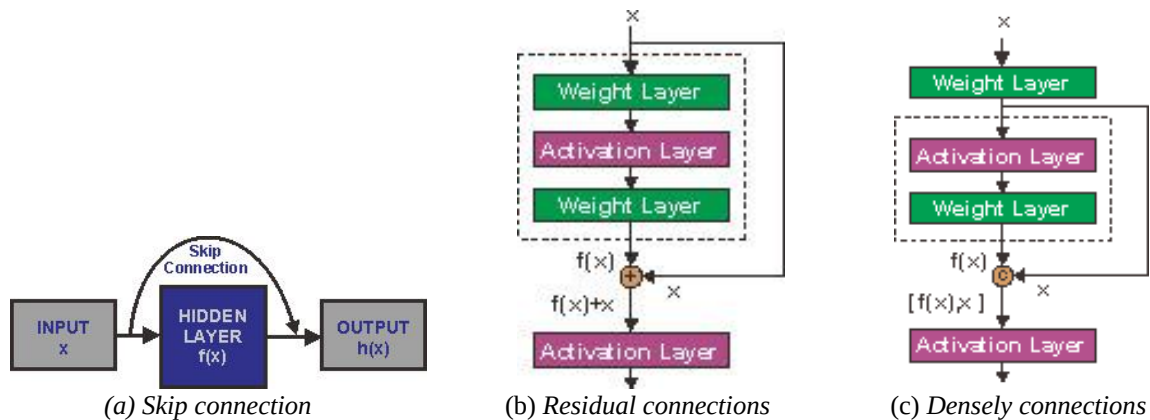 Skip
Connection
INPUT
x
HIDDEN
LAYER
f(x)
OUTPUT
h(x)
(a) Skip connection
x
Weight Layer
Activation Layer
Weight Layer
f(x)
+
x
f(x)+x
Activation Layer
(b) Residual connections
x
Weight Layer
Activation Layer
Weight Layer
f(x)
C
x
[f(x),x]
Activation Layer
(c) Densely connections